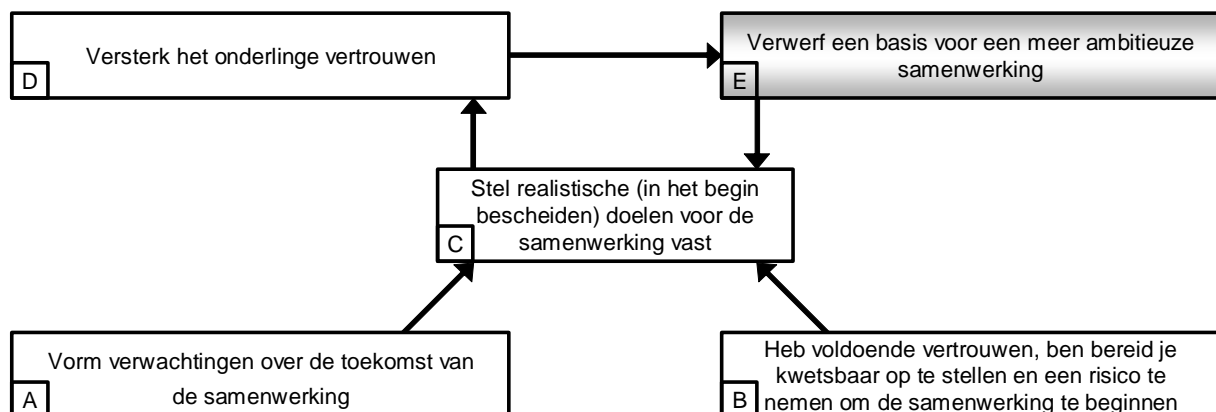 Versterk het onderlinge vertrouwen
D
Verwerf een basis voor een meer ambitieuze
samenwerking
E
Stel realistische (in het begin
bescheiden) doelen voor de
samenwerking vast
C
Vorm verwachtingen over de toekomst van
de samenwerking
A
Heb voldoende vertrouwen, ben bereid je
kwetsbaar op te stellen en een risico te
nemen om de samenwerking te beginnen
B